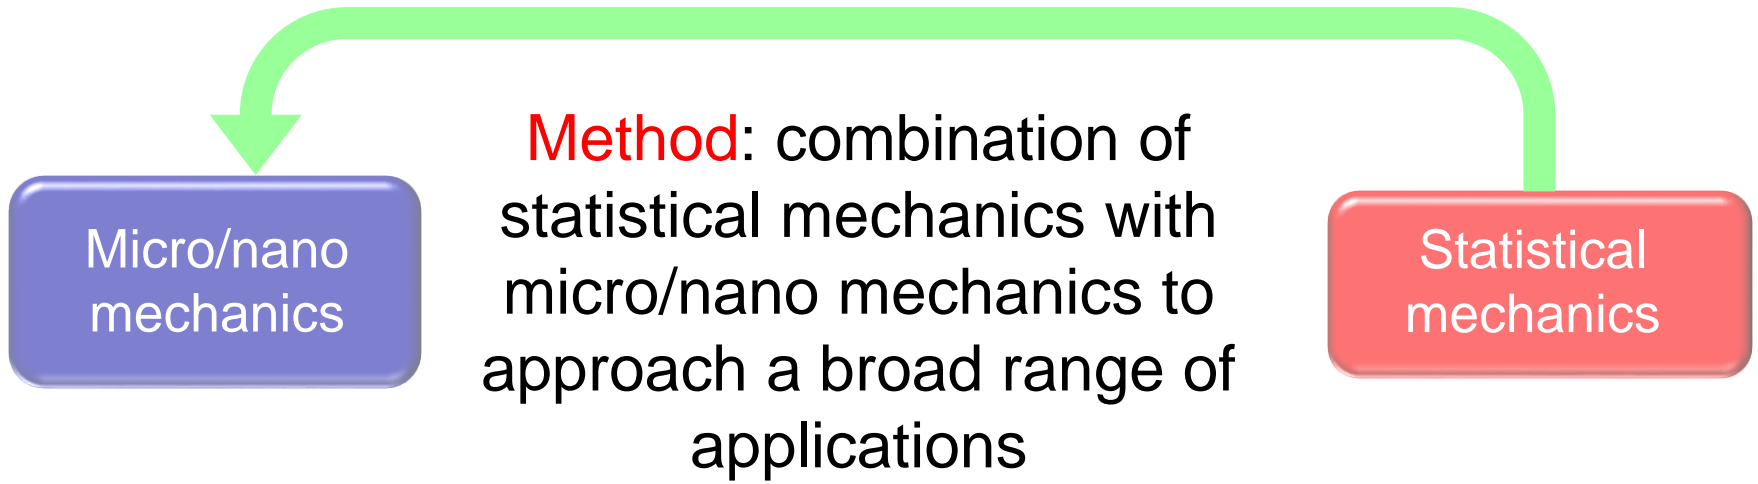 Micro/nano
mechanics
Method: combination of
statistical mechanics with
micro/nano mechanics to
approach a broad range of
applications
Statistical
mechanics